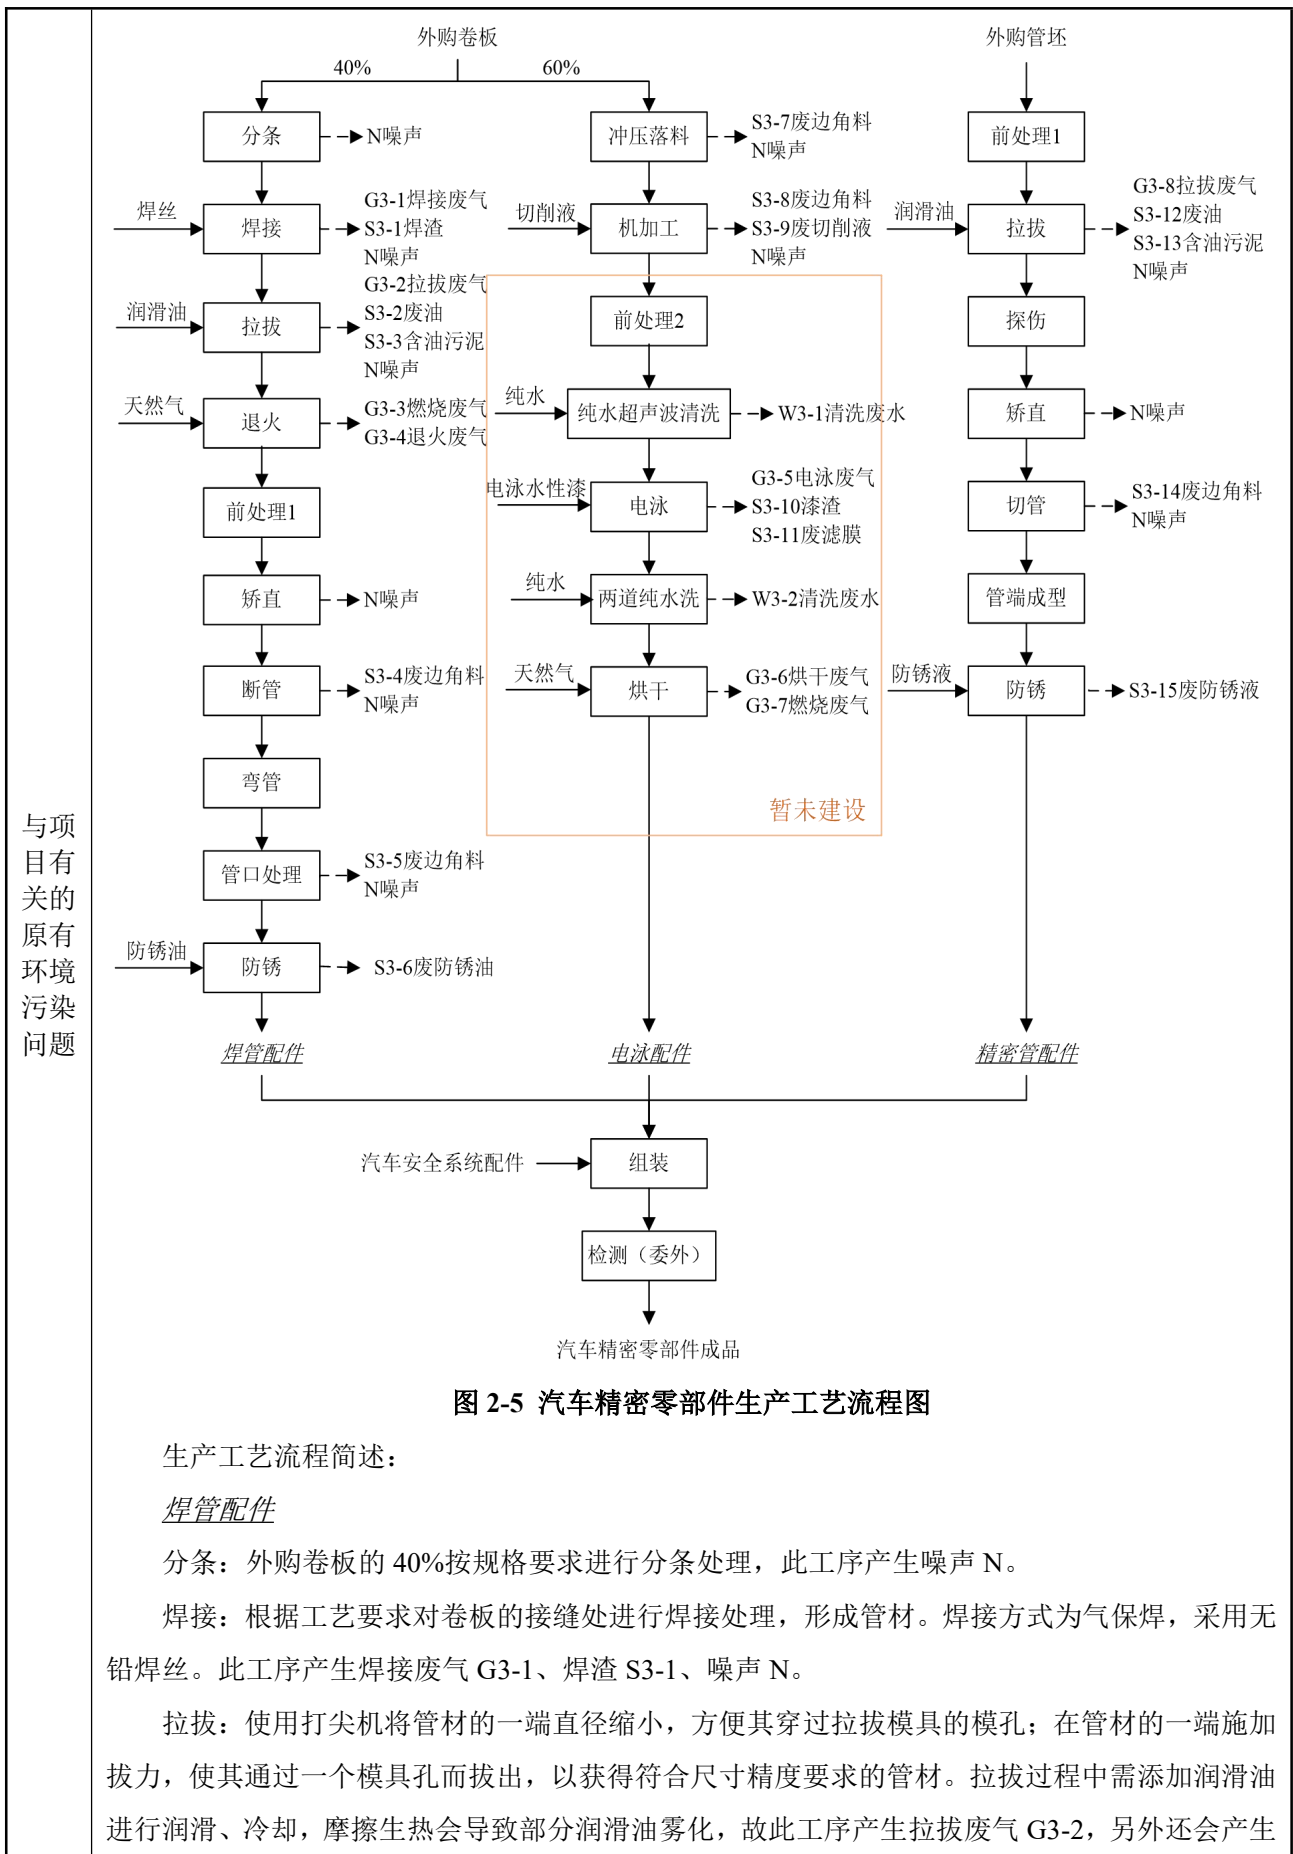 与项
目有
关的
原有
环境
污染
问题
外购卷板
40%
60%
分条
N噪声
焊丝
焊接
G3-1焊接废气
S3-1焊渣
N噪声
润滑油
拉拔
G3-2拉拔废气
S3-2废油
S3-3含油污泥
N噪声
天然气
退火
G3-3燃烧废气
G3-4退火废气
前处理1
矫直
N噪声
断管
S3-4废边角料
N噪声
弯管
管口处理
S3-5废边角料
N噪声
防锈油
防锈
S3-6废防锈油
焊管配件
冲压落料
S3-7废边角料
N噪声
切削液
机加工
S3-8废边角料
S3-9废切削液
N噪声
前处理2
纯水
纯水超声波清洗
W3-1清洗废水
电泳水性漆
电泳
G3-5电泳废气
S3-10漆渣
S3-11废滤膜
纯水
两道纯水洗
W3-2清洗废水
天然气
烘干
G3-6烘干废气
G3-7燃烧废气
暂未建设
电泳配件
外购管坯
前处理1
润滑油
拉拔
G3-8拉拔废气
S3-12废油
S3-13含油污泥
N噪声
探伤
矫直
N噪声
切管
S3-14废边角料
N噪声
管端成型
防锈液
防锈
S3-15废防锈液
精密管配件
汽车安全系统配件
组装
检测（委外）
汽车精密零部件成品
图 2-5 汽车精密零部件生产工艺流程图
生产工艺流程简述：
焊管配件
分条：外购卷板的 40%按规格要求进行分条处理，此工序产生噪声 N。
焊接：根据工艺要求对卷板的接缝处进行焊接处理，形成管材。焊接方式为气保焊，采用无
铅焊丝。此工序产生焊接废气 G3-1、焊渣 S3-1、噪声 N。
拉拔：使用打尖机将管材的一端直径缩小，方便其穿过拉拔模具的模孔；在管材的一端施加
拔力，使其通过一个模具孔而拔出，以获得符合尺寸精度要求的管材。拉拔过程中需添加润滑油
进行润滑、冷却，摩擦生热会导致部分润滑油雾化，故此工序产生拉拔废气 G3-2，另外还会产生